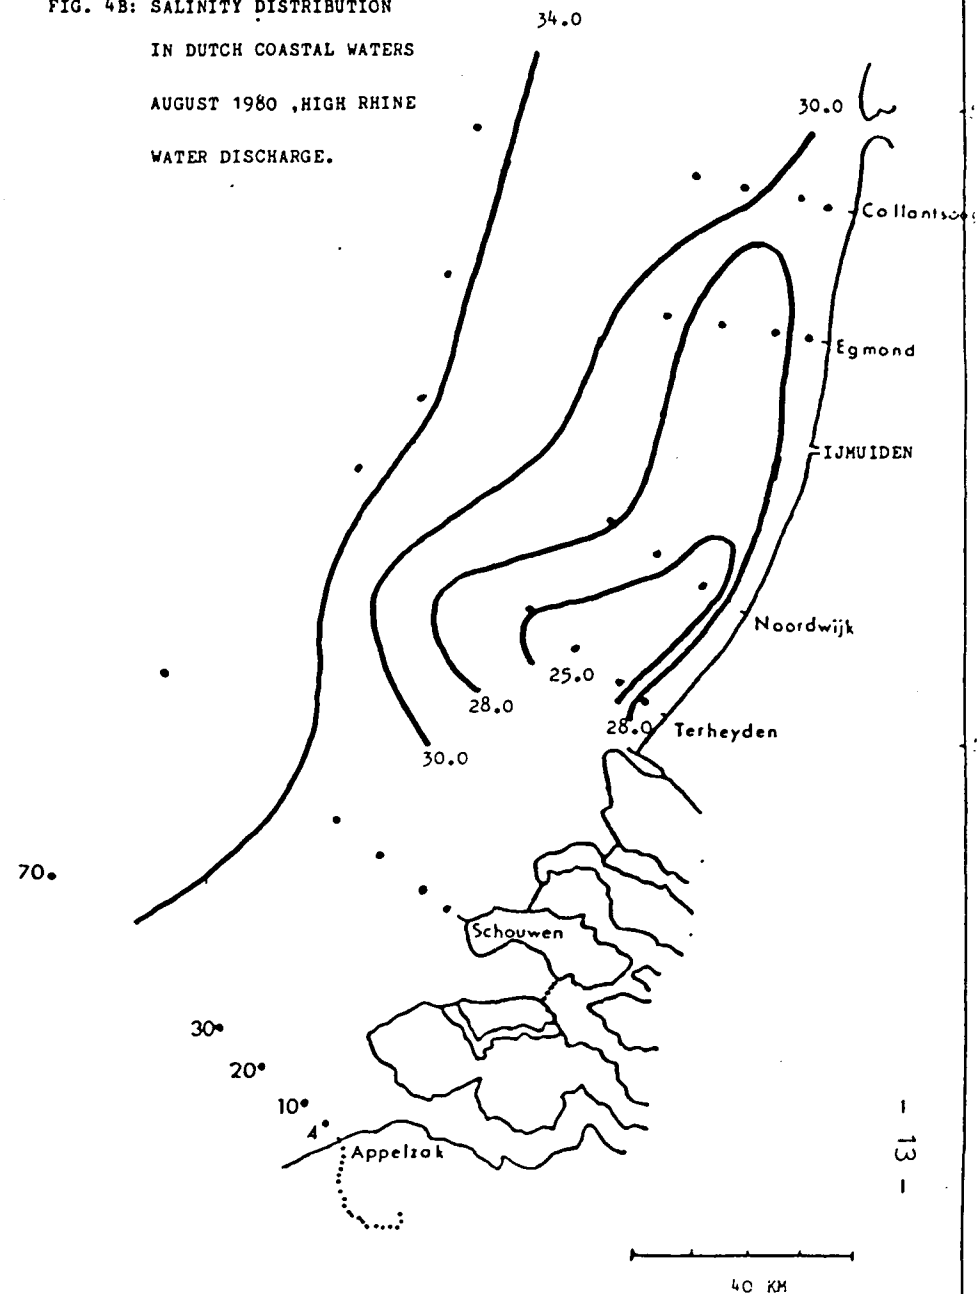 FIG. 4B: SALINITY DISTRIBUTION
IN DUTCH COASTAL WATERS
AUGUST 1980 ,HIGH RHINE
WATER DISCHARGE.
34.0
30.0
Egmond
IJMUIDEN
Noordwijk
25.0
28.0
28.0
Terheyden
30.0
70
Schouwen
30
20
10
4
Appelzak
- 13 -
40 KM